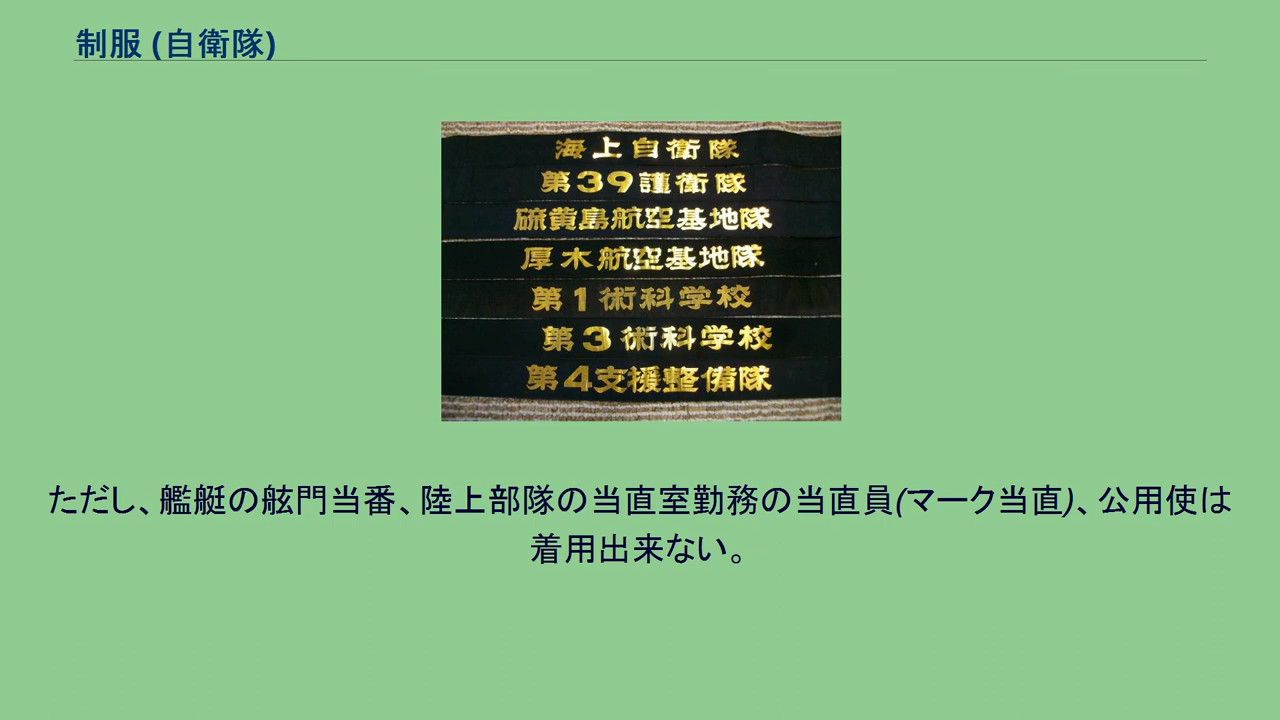 制服 (自衛隊)
海上自衛隊
第39護衛隊
硫黄島航空基地隊
厚木航空基地隊
第1術科学校
第3術科学校
第4支援整備隊
ただし、艦艇の舷門当番、陸上部隊の当直室勤務の当直員(マーク当直)、公用使は
着用出来ない。